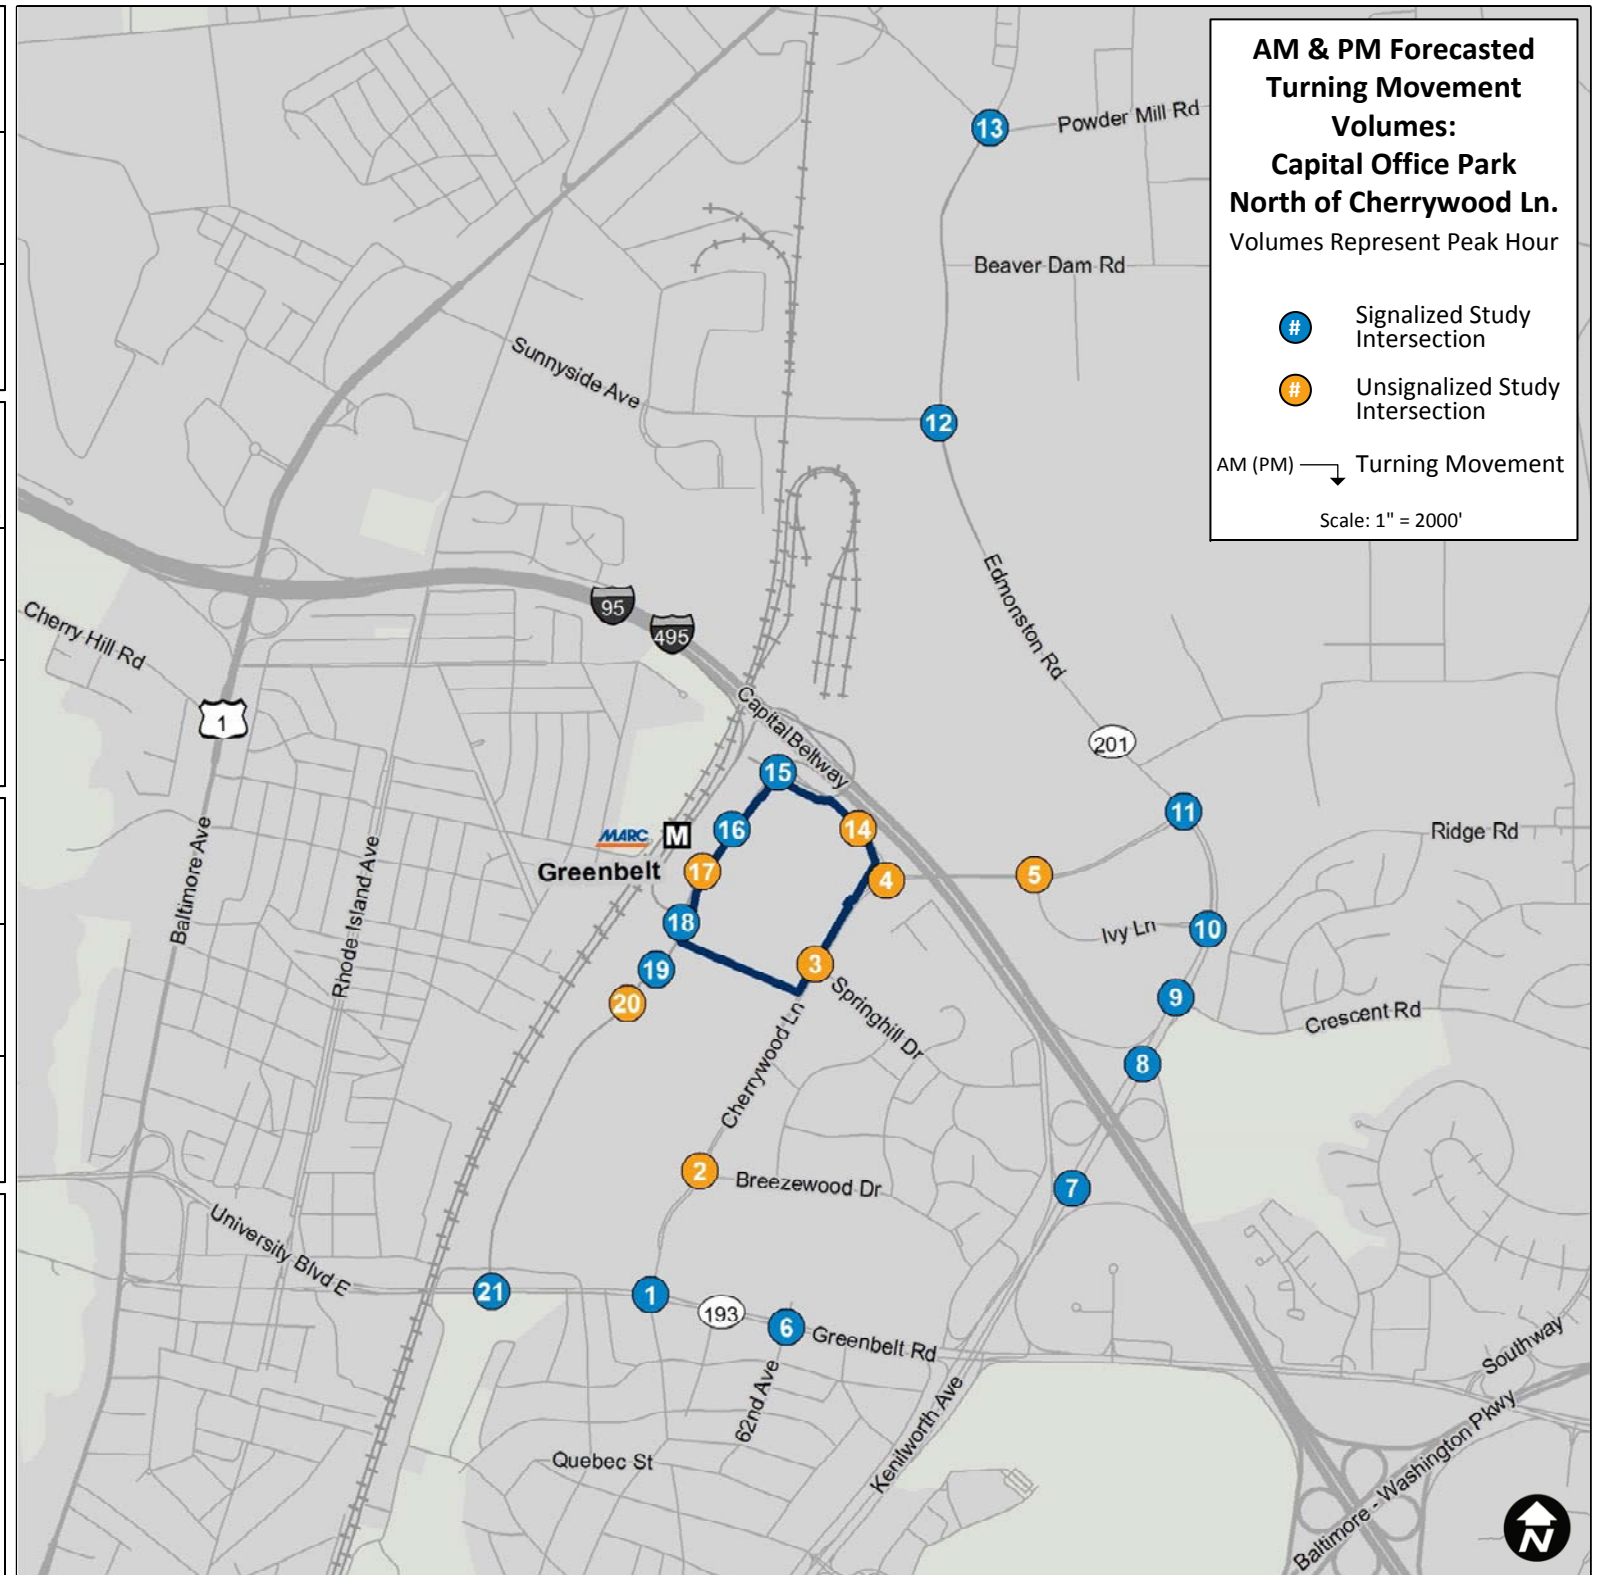 AM & PM Forecasted
Turning Movement
Volumes:
Capital Office Park
North of Cherrywood Ln.
Volumes Represent Peak Hour
# Signalized Study
Intersection
# Unsignalized Study
Intersection
AM (PM) Turning Movement
Scale: 1" = 2000'
13
Powder Mill Rd
Beaver Dam Rd
Sunnyside Ave
12
Edmonston Rd
95
495
Cherry Hill Rd
1
Capital Beltway
201
15
11
16
14
Ridge Rd
MARC
M
Greenbelt
17
4
5
Baltimore Ave
Rhode Island Ave
18
Ivy Ln
10
19
3
20
Springhill Dr
9
Crescent Rd
Cherrywood Ln
8
2
Breezewood Dr
7
University Blvd E
21
1
193
6
Greenbelt Rd
62nd Ave
Kenilworth Ave
Southway
Quebec St
Baltimore - Washington Pkwy
N